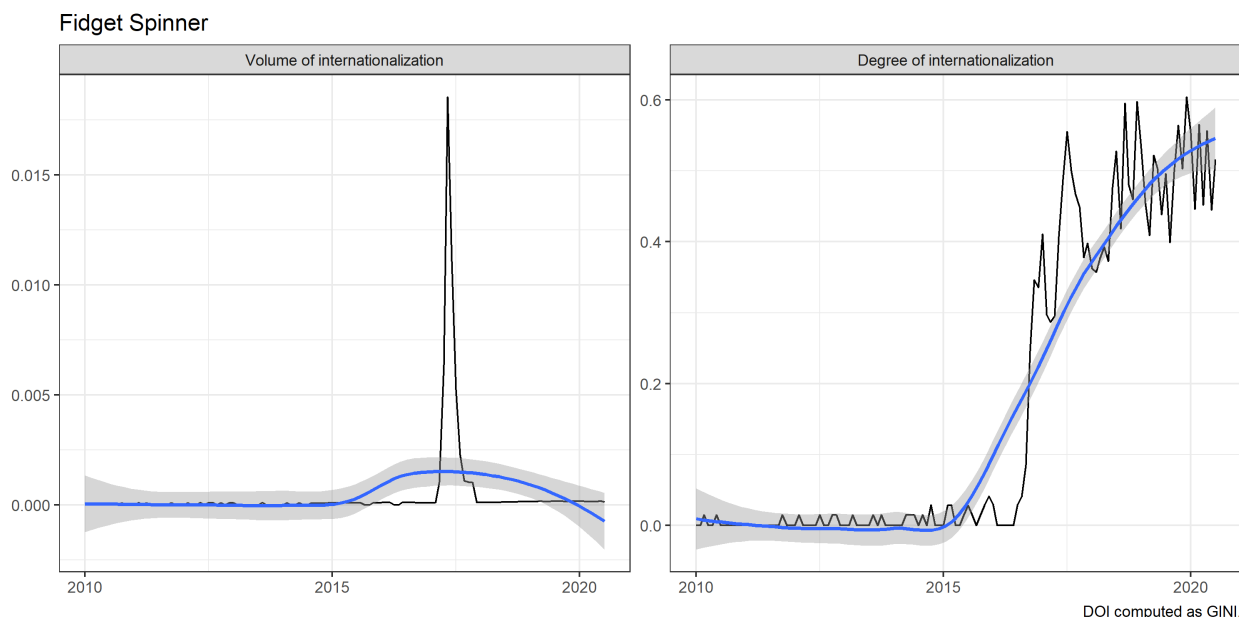 Fidget Spinner
Volume of internationalization
Degree of internationalization
0.015
0.010
0.005
0.000
0.6
0.4
0.2
0.0
2010 2015 2020
2010 2015 2020
DOI computed as GINI.